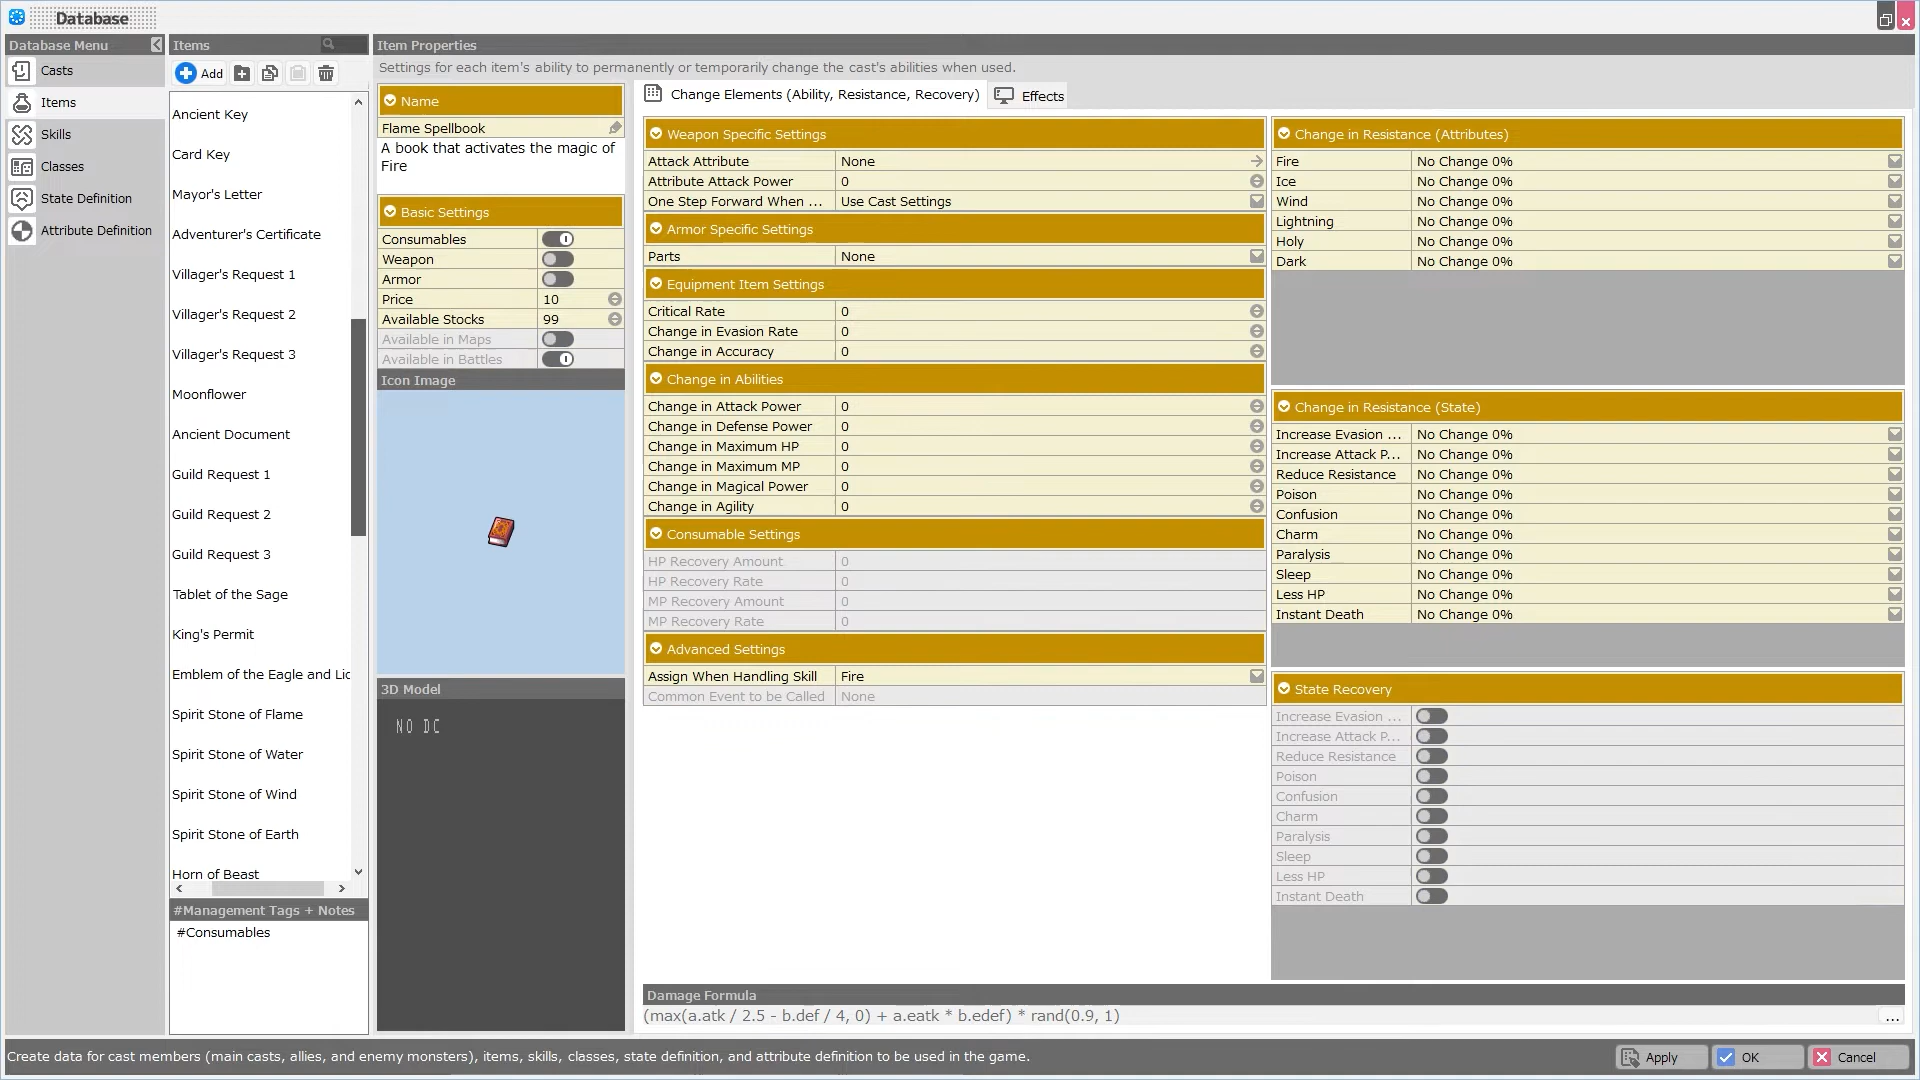 Database
Database Menu
Casts
Items
Skills
Classes
State Definition
Attribute Definition
Items
Add
Ancient Key
Card Key
Mayor's Letter
Adventurer's Certificate
Villager's Request 1
Villager's Request 2
Villager's Request 3
Moonflower
Ancient Document
Guild Request 1
Guild Request 2
Guild Request 3
Tablet of the Sage
King's Permit
Emblem of the Eagle and Lic
Spirit Stone of Flame
Spirit Stone of Water
Spirit Stone of Wind
Spirit Stone of Earth
Horn of Beast
#Management Tags + Notes
#Consumables
Item Properties
Settings for each item's ability to permanently or temporarily change the cast's abilities when used.
Name
Flame Spellbook
A book that activates the magic of
Fire
Basic Settings
Consumables
Weapon
Armor
Price 10
Available Stocks 99
Available in Maps
Available in Battles
Icon Image
3D Model
NO DC
Change Elements (Ability, Resistance, Recovery)
Effects
Weapon Specific Settings
Attack Attribute None
Attribute Attack Power 0
One Step Forward When ... Use Cast Settings
Armor Specific Settings
Parts None
Equipment Item Settings
Critical Rate 0
Change in Evasion Rate 0
Change in Accuracy 0
Change in Abilities
Change in Attack Power 0
Change in Defense Power 0
Change in Maximum HP 0
Change in Maximum MP 0
Change in Magical Power 0
Change in Agility 0
Consumable Settings
HP Recovery Amount 0
HP Recovery Rate 0
MP Recovery Amount 0
MP Recovery Rate 0
Advanced Settings
Assign When Handling Skill Fire
Common Event to be Called None
Change in Resistance (Attributes)
Fire No Change 0%
Ice No Change 0%
Wind No Change 0%
Lightning No Change 0%
Holy No Change 0%
Dark No Change 0%
Change in Resistance (State)
Increase Evasion ... No Change 0%
Increase Attack P... No Change 0%
Reduce Resistance No Change 0%
Poison No Change 0%
Confusion No Change 0%
Charm No Change 0%
Paralysis No Change 0%
Sleep No Change 0%
Less HP No Change 0%
Instant Death No Change 0%
State Recovery
Increase Evasion ...
Increase Attack P...
Reduce Resistance
Poison
Confusion
Charm
Paralysis
Sleep
Less HP
Instant Death
Damage Formula
(max(a.atk / 2.5 - b.def / 4, 0) + a.eatk * b.edef) * rand(0.9, 1)
...
Create data for cast members (main casts, allies, and enemy monsters), items, skills, classes, state definition, and attribute definition to be used in the game.
Apply
OK
Cancel